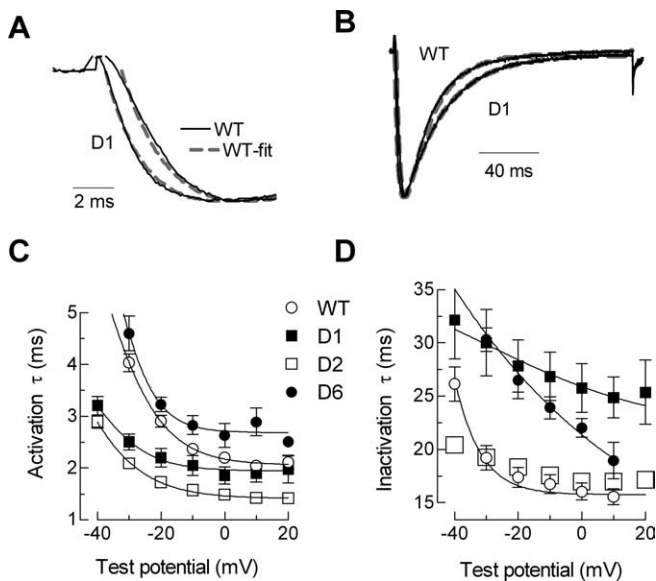 A
D1
WT
WT-fit
2 ms
B
WT
D1
40 ms
C
Activation τ (ms)
5
4
3
2
1
-40 -20 0 20
Test potential (mV)
WT
D1
D2
D6
D
Inactivation τ (ms)
35
30
25
20
15
-40 -20 0 20
Test potential (mV)